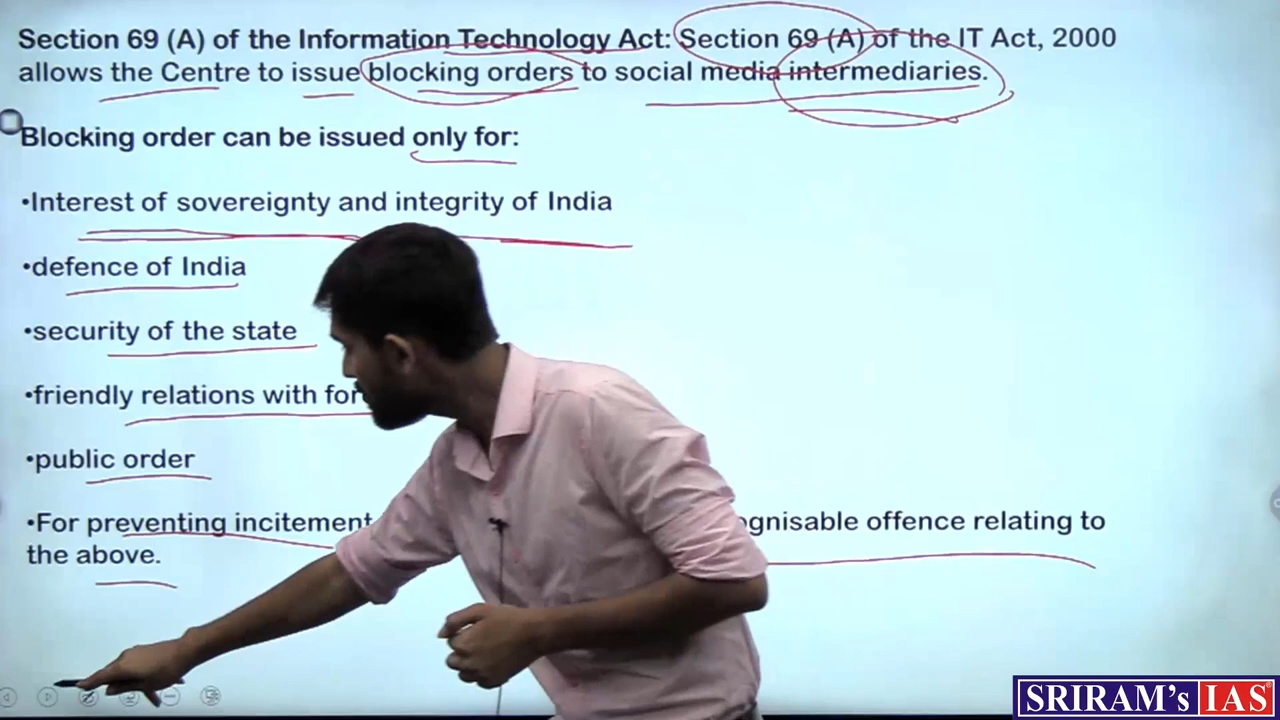 Section 69 (A) of the Information Technology Act: Section 69 (A) of the IT Act, 2000
allows the Centre to issue blocking orders to social media intermediaries.
Blocking order can be issued only for:
•Interest of sovereignty and integrity of India
•defence of India
•security of the state
•friendly relations with
•public order
•For preventing incitement offence relating to
the above.
SRIRAM's IAS